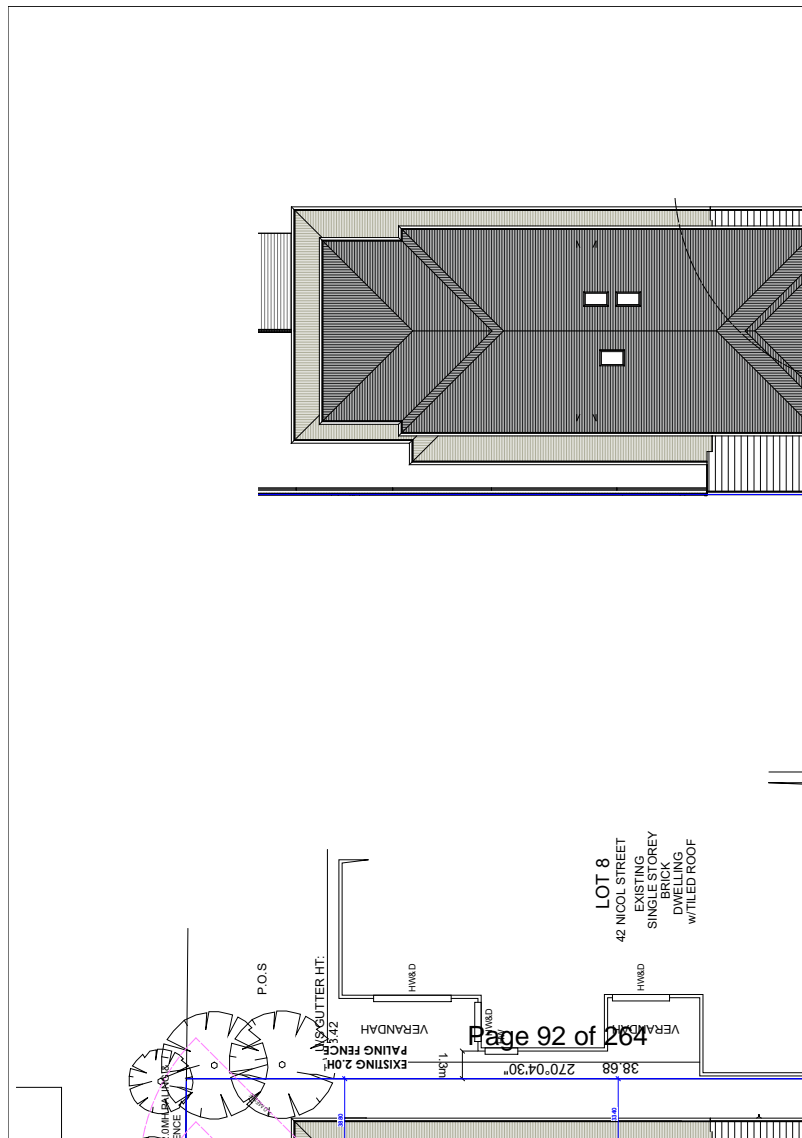 LOT 8
42 NICOL STREET
EXISTING
SINGLE STOREY
BRICK
DWELLING
w/TILED ROOF
P.O.S
U/S GUTTER HT:
HW&D
HW&D
HW&D
VERANDAH
VERANDAH
EXISTING 2.0H
PALING FENCE
1.3m
270°04'30"
38.68
Page 92 of 264